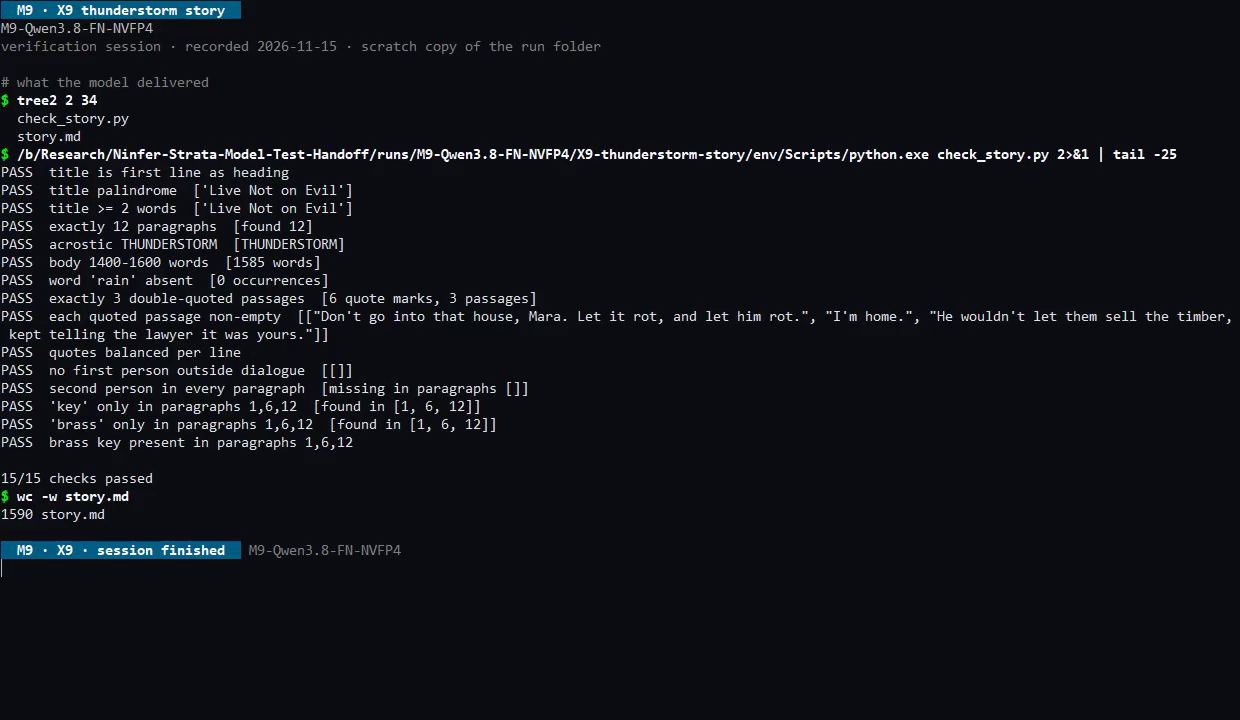 M9 · X9 thunderstorm story
M9-Qwen3.8-FN-NVFP4
verification session · recorded 2026-11-15 · scratch copy of the run folder
# what the model delivered
$ tree2 2 34
check_story.py
story.md
$ /b/Research/Ninfer-Strata-Model-Test-Handoff/runs/M9-Qwen3.8-FN-NVFP4/X9-thunderstorm-story/env/Scripts/python.exe check_story.py 2>&1 | tail -25
PASS  title is first line as heading
PASS  title palindrome  ['Live Not on Evil']
PASS  title >= 2 words  ['Live Not on Evil']
PASS  exactly 12 paragraphs  [found 12]
PASS  acrostic THUNDERSTORM  [THUNDERSTORM]
PASS  body 1400-1600 words  [1585 words]
PASS  word 'rain' absent  [0 occurrences]
PASS  exactly 3 double-quoted passages  [6 quote marks, 3 passages]
PASS  each quoted passage non-empty  [["Don't go into that house, Mara. Let it rot, and let him rot.", "I'm home.", "He wouldn't let them sell the timber,
kept telling the lawyer it was yours."]]
PASS  quotes balanced per line
PASS  no first person outside dialogue  [[]]
PASS  second person in every paragraph  [missing in paragraphs []]
PASS  'key' only in paragraphs 1,6,12  [found in [1, 6, 12]]
PASS  'brass' only in paragraphs 1,6,12  [found in [1, 6, 12]]
PASS  brass key present in paragraphs 1,6,12
15/15 checks passed
$ wc -w story.md
1590 story.md
M9 · X9 · session finished  M9-Qwen3.8-FN-NVFP4